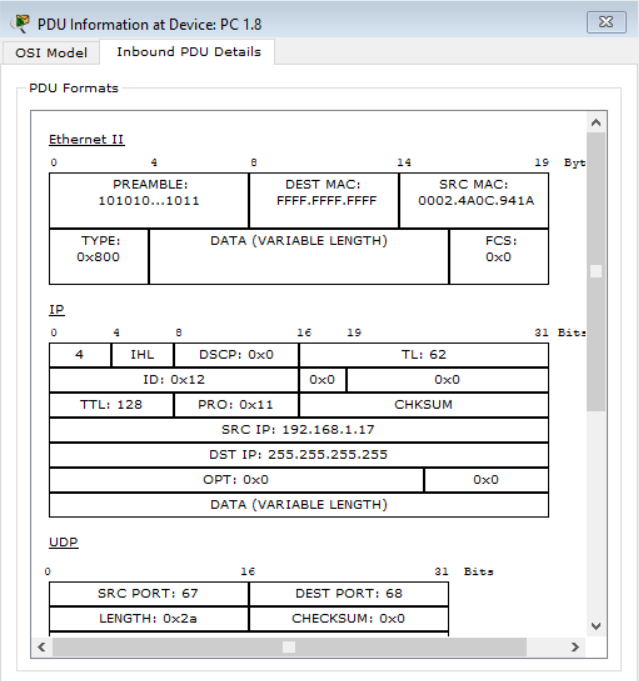 PDU Information at Device: PC 1.8
OSI Model Inbound PDU Details
PDU Formats
Ethernet II
0 4 8 14 19 Byt
PREAMBLE: DEST MAC: SRC MAC:
101010...1011 FFFF.FFFF.FFFF 0002.4A0C.941A
TYPE: DATA (VARIABLE LENGTH) FCS:
0x800 0x0
IP
0 4 8 16 19 31 Bits
4 IHL DSCP: 0x0 TL: 62
ID: 0x12 0x0 0x0
TTL: 128 PRO: 0x11 CHKSUM
SRC IP: 192.168.1.17
DST IP: 255.255.255.255
OPT: 0x0 0x0
DATA (VARIABLE LENGTH)
UDP
0 16 31 Bits
SRC PORT: 67 DEST PORT: 68
LENGTH: 0x2a CHECKSUM: 0x0